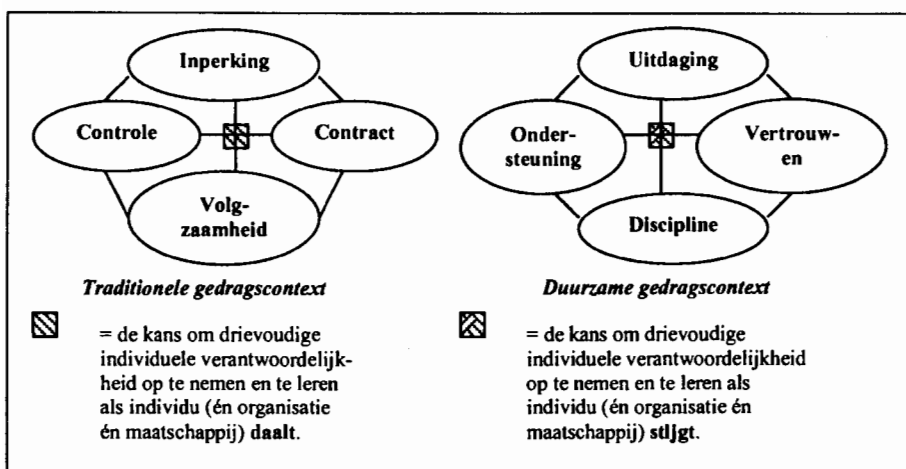 Inperking
Controle
Contract
Volg-
zaamheid
Traditionele gedragscontext
= de kans om drievoudige
individuele verantwoordelijk-
heid op te nemen en te leren
als individu (én organisatie
én maatschappij) daalt.
Uitdaging
Onder-
steuning
Vertrouw-
en
Discipline
Duurzame gedragscontext
= de kans om drievoudige
individuele verantwoordelijkheid
op te nemen en te leren als
individu (én organisatie én
maatschappij) stijgt.